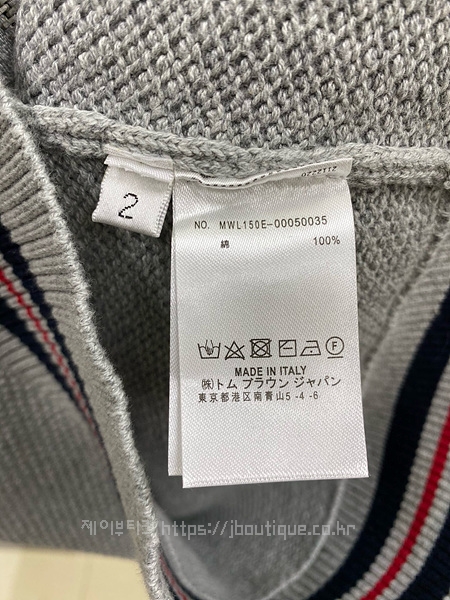 2
NO. MWL150E-00050035
綿 100%
MADE IN ITALY
㈱トム ブラウン ジャパン
東京都港区南青山5-4-6
제이부티크 https://jboutique.co.kr